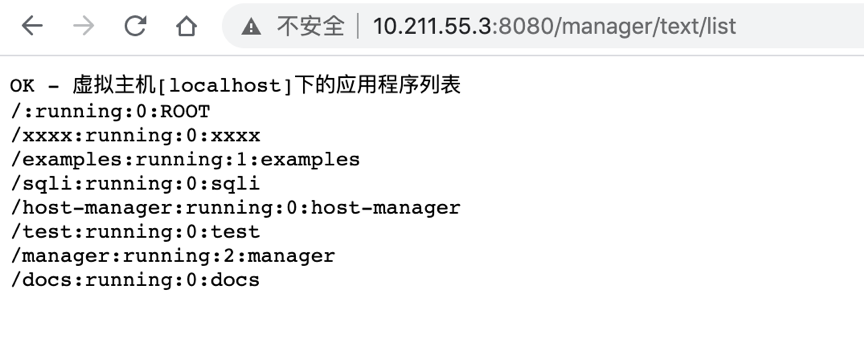 不安全 10.211.55.3:8080/manager/text/list
OK - 虚拟主机[localhost]下的应用程序列表
/:running:0:ROOT
/xxxx:running:0:xxxx
/examples:running:1:examples
/sqli:running:0:sqli
/host-manager:running:0:host-manager
/test:running:0:test
/manager:running:2:manager
/docs:running:0:docs